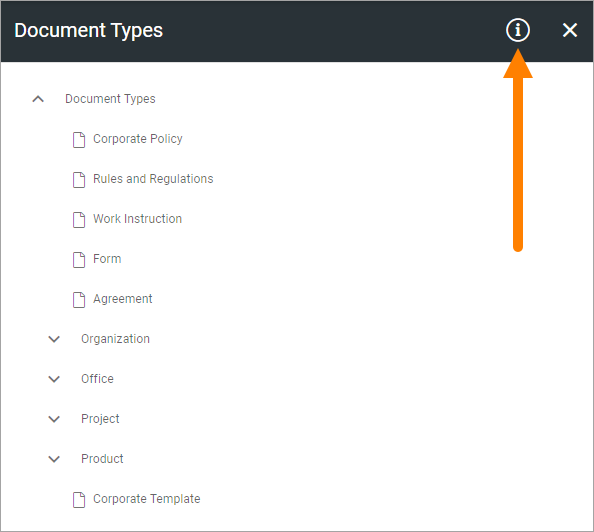 Document Types
Document Types
Corporate Policy
Rules and Regulations
Work Instruction
Form
Agreement
Organization
Office
Project
Product
Corporate Template